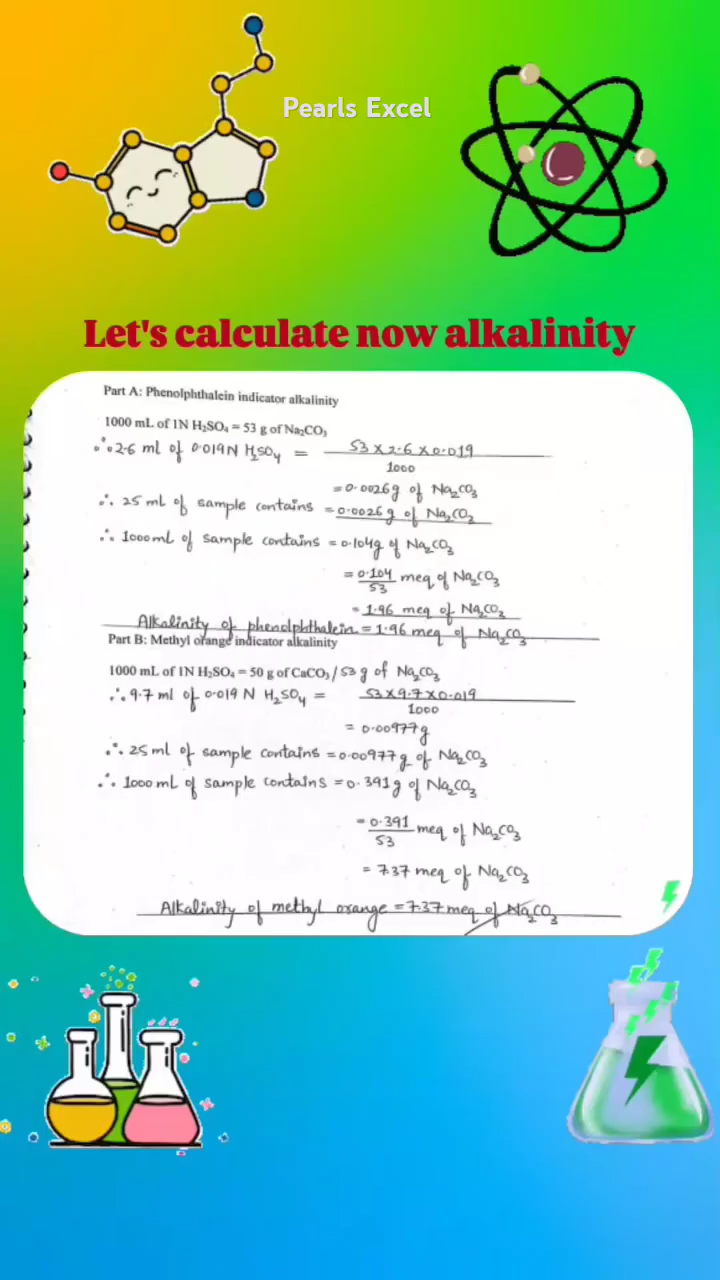 Pearls Excel
Let's calculate now alkalinity
Part A: Phenolphthalein indicator alkalinity
1000 mL of 1N H₂SO₄ = 53 g of Na₂CO₃
∴ 2.6 ml of 0.019N H₂SO₄ = 53 × 2.6 × 0.019
1000
= 0.0026g of Na₂CO₃
∴ 25 ml of sample contains = 0.0026 g of Na₂CO₃
∴ 1000 mL of sample contains = 0.104g of Na₂CO₃
= 0.104 meq of Na₂CO₃
53
= 1.96 meq of Na₂CO₃
Alkalinity of phenolphthalein = 1.96 meq of Na₂CO₃
Part B: Methyl orange indicator alkalinity
1000 mL of 1N H₂SO₄ = 50 g of CaCO₃ / 53 g of Na₂CO₃
∴ 9.7 ml of 0.019 N H₂SO₄ = 53 × 9.7 × 0.019
1000
= 0.00977g
∴ 25 ml of sample contains = 0.00977g of Na₂CO₃
∴ 1000 mL of sample contains = 0.391g of Na₂CO₃
= 0.391 meq of Na₂CO₃
53
= 7.37 meq of Na₂CO₃
Alkalinity of methyl orange = 7.37 meq of Na₂CO₃